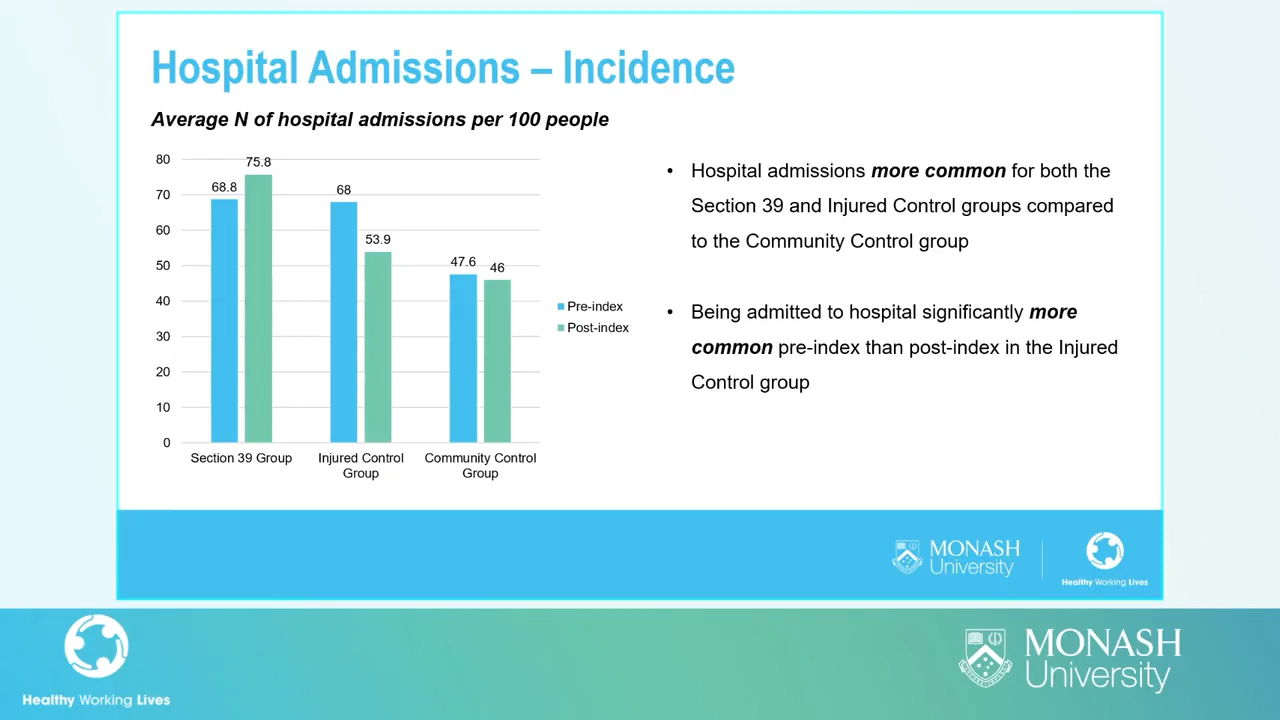 Hospital Admissions – Incidence
Average N of hospital admissions per 100 people
80
70
60
50
40
30
20
10
0
68.8
75.8
68
53.9
47.6
46
Section 39 Group
Injured Control
Group
Community Control
Group
Pre-index
Post-index
• Hospital admissions more common for both the
Section 39 and Injured Control groups compared
to the Community Control group
• Being admitted to hospital significantly more
common pre-index than post-index in the Injured
Control group
MONASH
University
Healthy Working Lives
Healthy Working Lives
MONASH
University